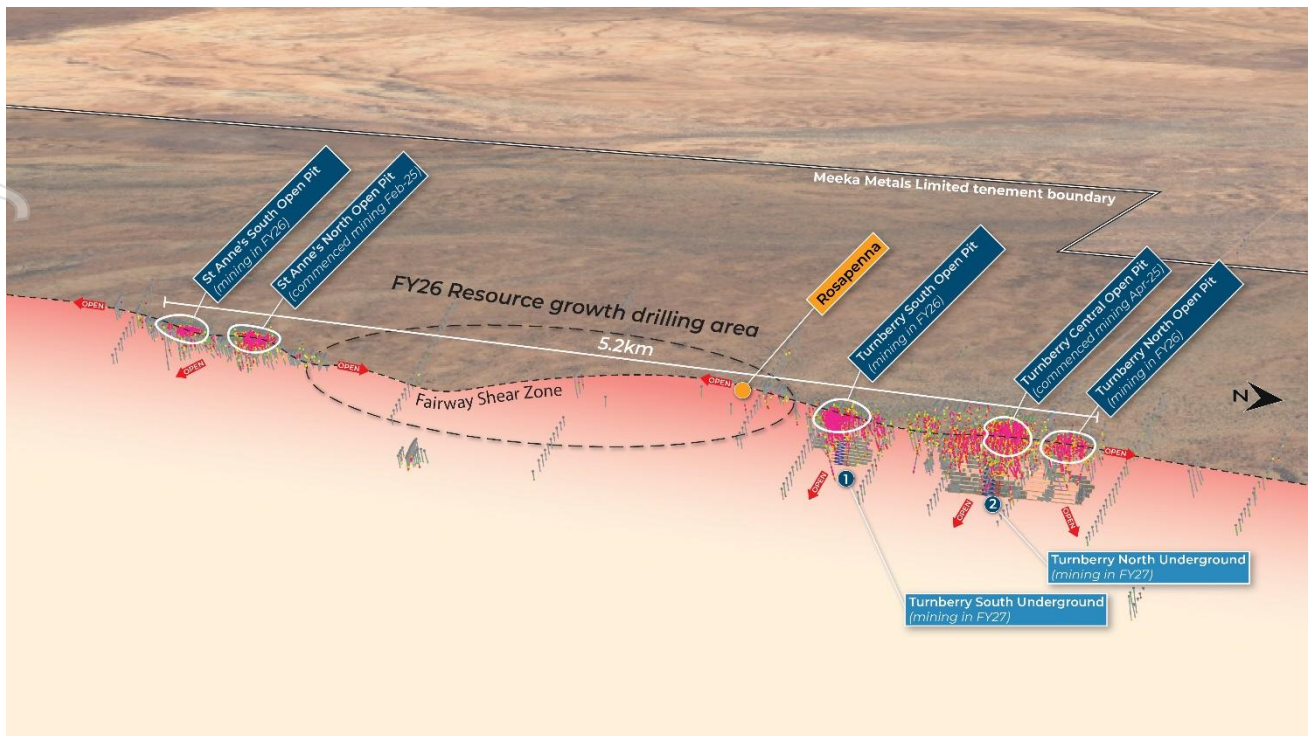 Meeka Metals Limited tenement boundary
St Anne's South Open Pit
(mining in FY26)
St Anne's North Open Pit
(commenced mining Feb-25)
Rosapenna
Turnberry South Open Pit
(mining in FY26)
Turnberry Central Open Pit
(commenced mining Apr-25)
Turnberry North Open Pit
(mining in FY26)
FY26 Resource growth drilling area
5.2km
N
OPEN
OPEN
OPEN
OPEN
Fairway Shear Zone
OPEN
OPEN
OPEN
OPEN
1
2
Turnberry North Underground
(mining in FY27)
Turnberry South Underground
(mining in FY27)